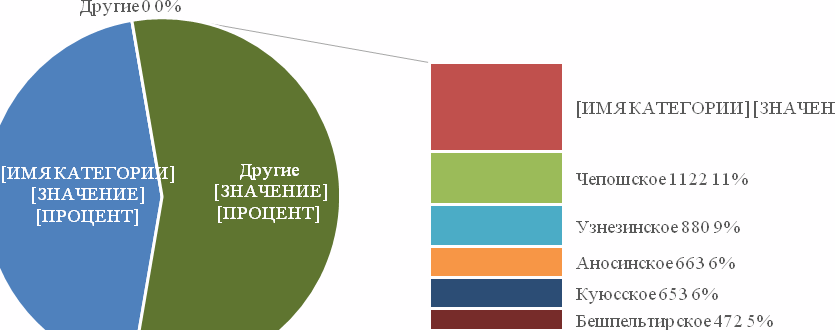 Другие 0 0%
[ИМЯ КАТЕГОРИИ]
[ЗНАЧЕНИЕ]
[ПРОЦЕНТ]
Другие
[ЗНАЧЕНИЕ]
[ПРОЦЕНТ]
[ИМЯ КАТЕГОРИИ] [ЗНАЧЕН
Чепошское 1122 11%
Узнезинское 880 9%
Аносинское 663 6%
Куюсское 653 6%
Бешпельтирское 472 5%